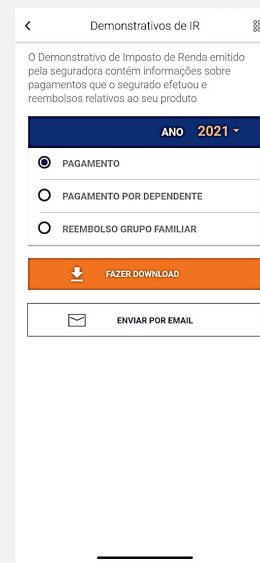 Demonstrativos de IR
O Demonstrativo de Imposto de Renda emitido
pela seguradora contém informações sobre
pagamentos que o segurado efetuou e
reembolsos relativos ao seu produto
ANO 2021
PAGAMENTO
PAGAMENTO POR DEPENDENTE
REEMBOLSO GRUPO FAMILIAR
FAZER DOWNLOAD
ENVIAR POR EMAIL